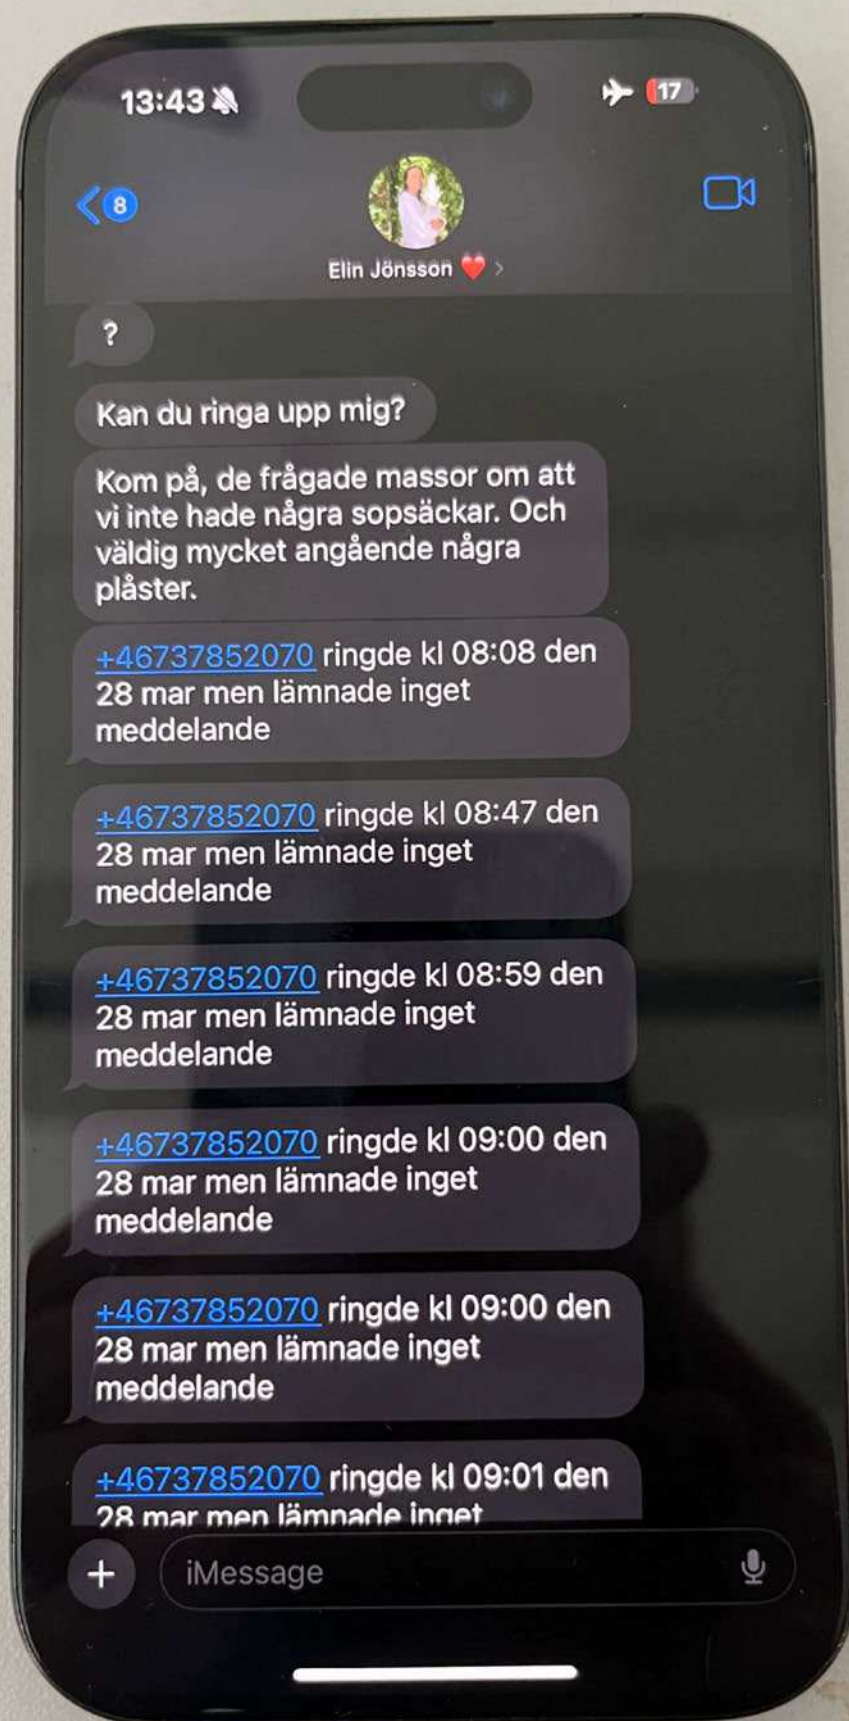 13:43
17
8
Elin Jönsson ❤️ >
?
Kan du ringa upp mig?
Kom på, de frågade massor om att
vi inte hade några sopsäckar. Och
väldig mycket angående några
plåster.
+46737852070 ringde kl 08:08 den
28 mar men lämnade inget
meddelande
+46737852070 ringde kl 08:47 den
28 mar men lämnade inget
meddelande
+46737852070 ringde kl 08:59 den
28 mar men lämnade inget
meddelande
+46737852070 ringde kl 09:00 den
28 mar men lämnade inget
meddelande
+46737852070 ringde kl 09:00 den
28 mar men lämnade inget
meddelande
+46737852070 ringde kl 09:01 den
28 mar men lämnade inget
iMessage